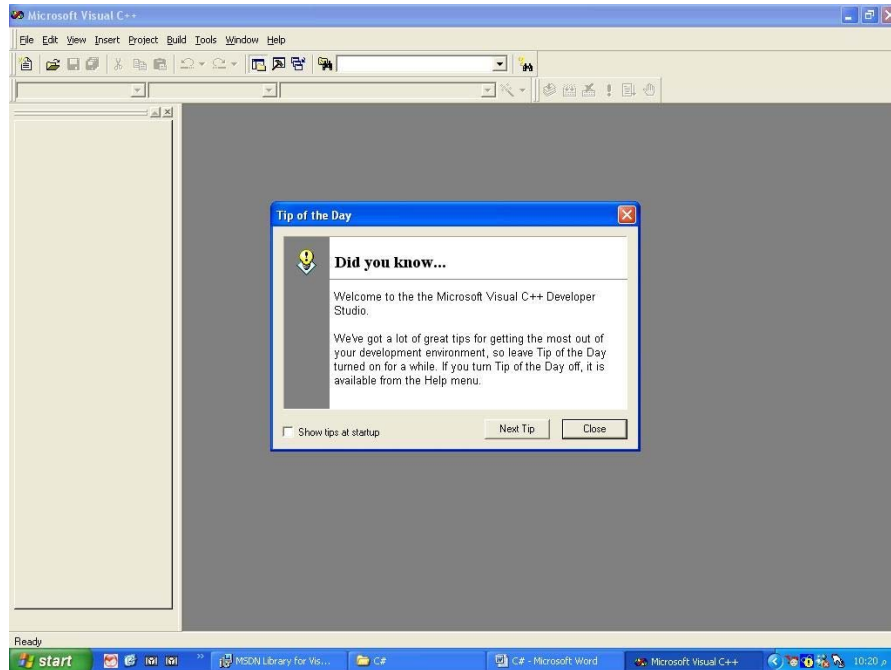 Microsoft Visual C++
File Edit View Insert Project Build Tools Window Help
Tip of the Day
Did you know...
Welcome to the the Microsoft Visual C++ Developer
Studio.
We've got a lot of great tips for getting the most out of
your development environment, so leave Tip of the Day
turned on for a while. If you turn Tip of the Day off, it is
available from the Help menu.
Show tips at startup
Next Tip
Close
Ready
start
MSDN Library for Vis...
C#
C# - Microsoft Word
Microsoft Visual C++
10:20 م